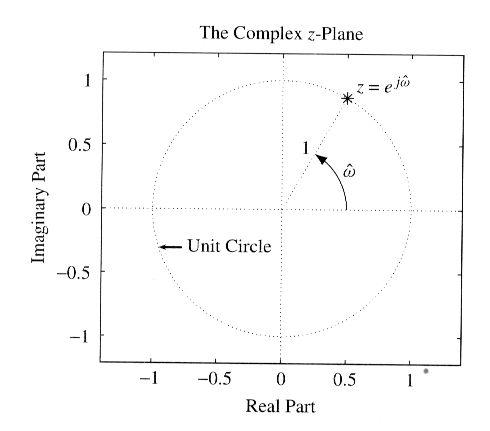 The Complex z-Plane
1
z = e^{jω̂}
0.5
1
ω̂
Imaginary Part
0
Unit Circle
−0.5
−1
−1
−0.5
0
0.5
1
Real Part